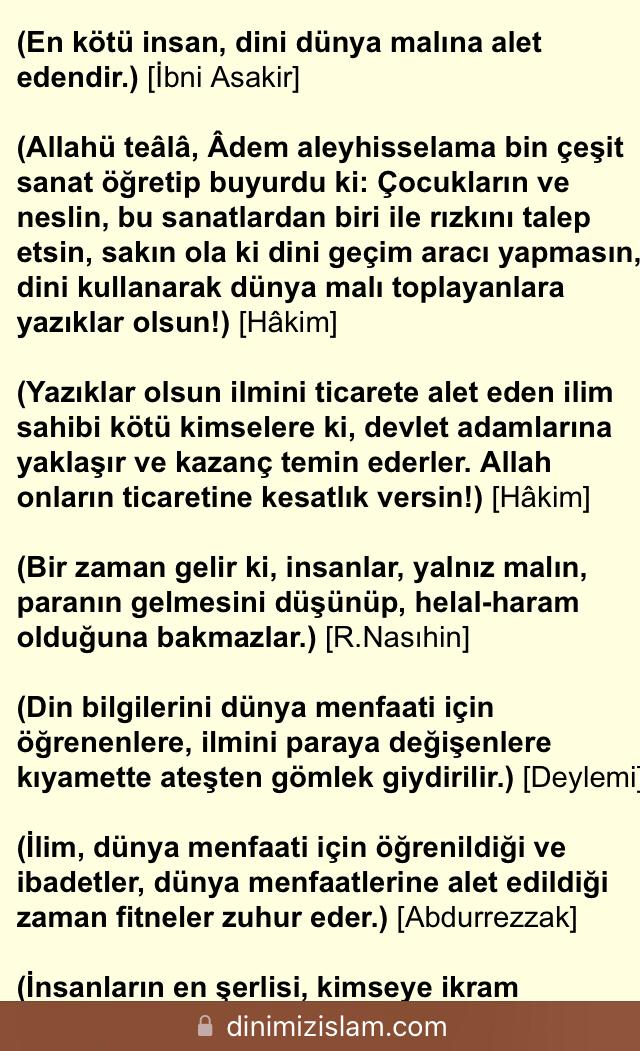 (En kötü insan, dini dünya malına alet
edendir.) [İbni Asakir]
(Allahü teâlâ, Âdem aleyhisselama bin çeşit
sanat öğretip buyurdu ki: Çocukların ve
neslin, bu sanatlardan biri ile rızkını talep
etsin, sakın ola ki dini geçim aracı yapmasın,
dini kullanarak dünya malı toplayanlara
yazıklar olsun!) [Hâkim]
(Yazıklar olsun ilmini ticarete alet eden ilim
sahibi kötü kimselere ki, devlet adamlarına
yaklaşır ve kazanç temin ederler. Allah
onların ticaretine kesatlık versin!) [Hâkim]
(Bir zaman gelir ki, insanlar, yalnız malın,
paranın gelmesini düşünüp, helal-haram
olduğuna bakmazlar.) [R.Nasıhin]
(Din bilgilerini dünya menfaati için
öğrenenlere, ilmini paraya değişenlere
kıyamette ateşten gömlek giydirilir.) [Deylemi]
(İlim, dünya menfaati için öğrenildiği ve
ibadetler, dünya menfaatlerine alet edildiği
zaman fitneler zuhur eder.) [Abdurrezzak]
(İnsanların en şerlisi, kimseye ikram
dinimizislam.com